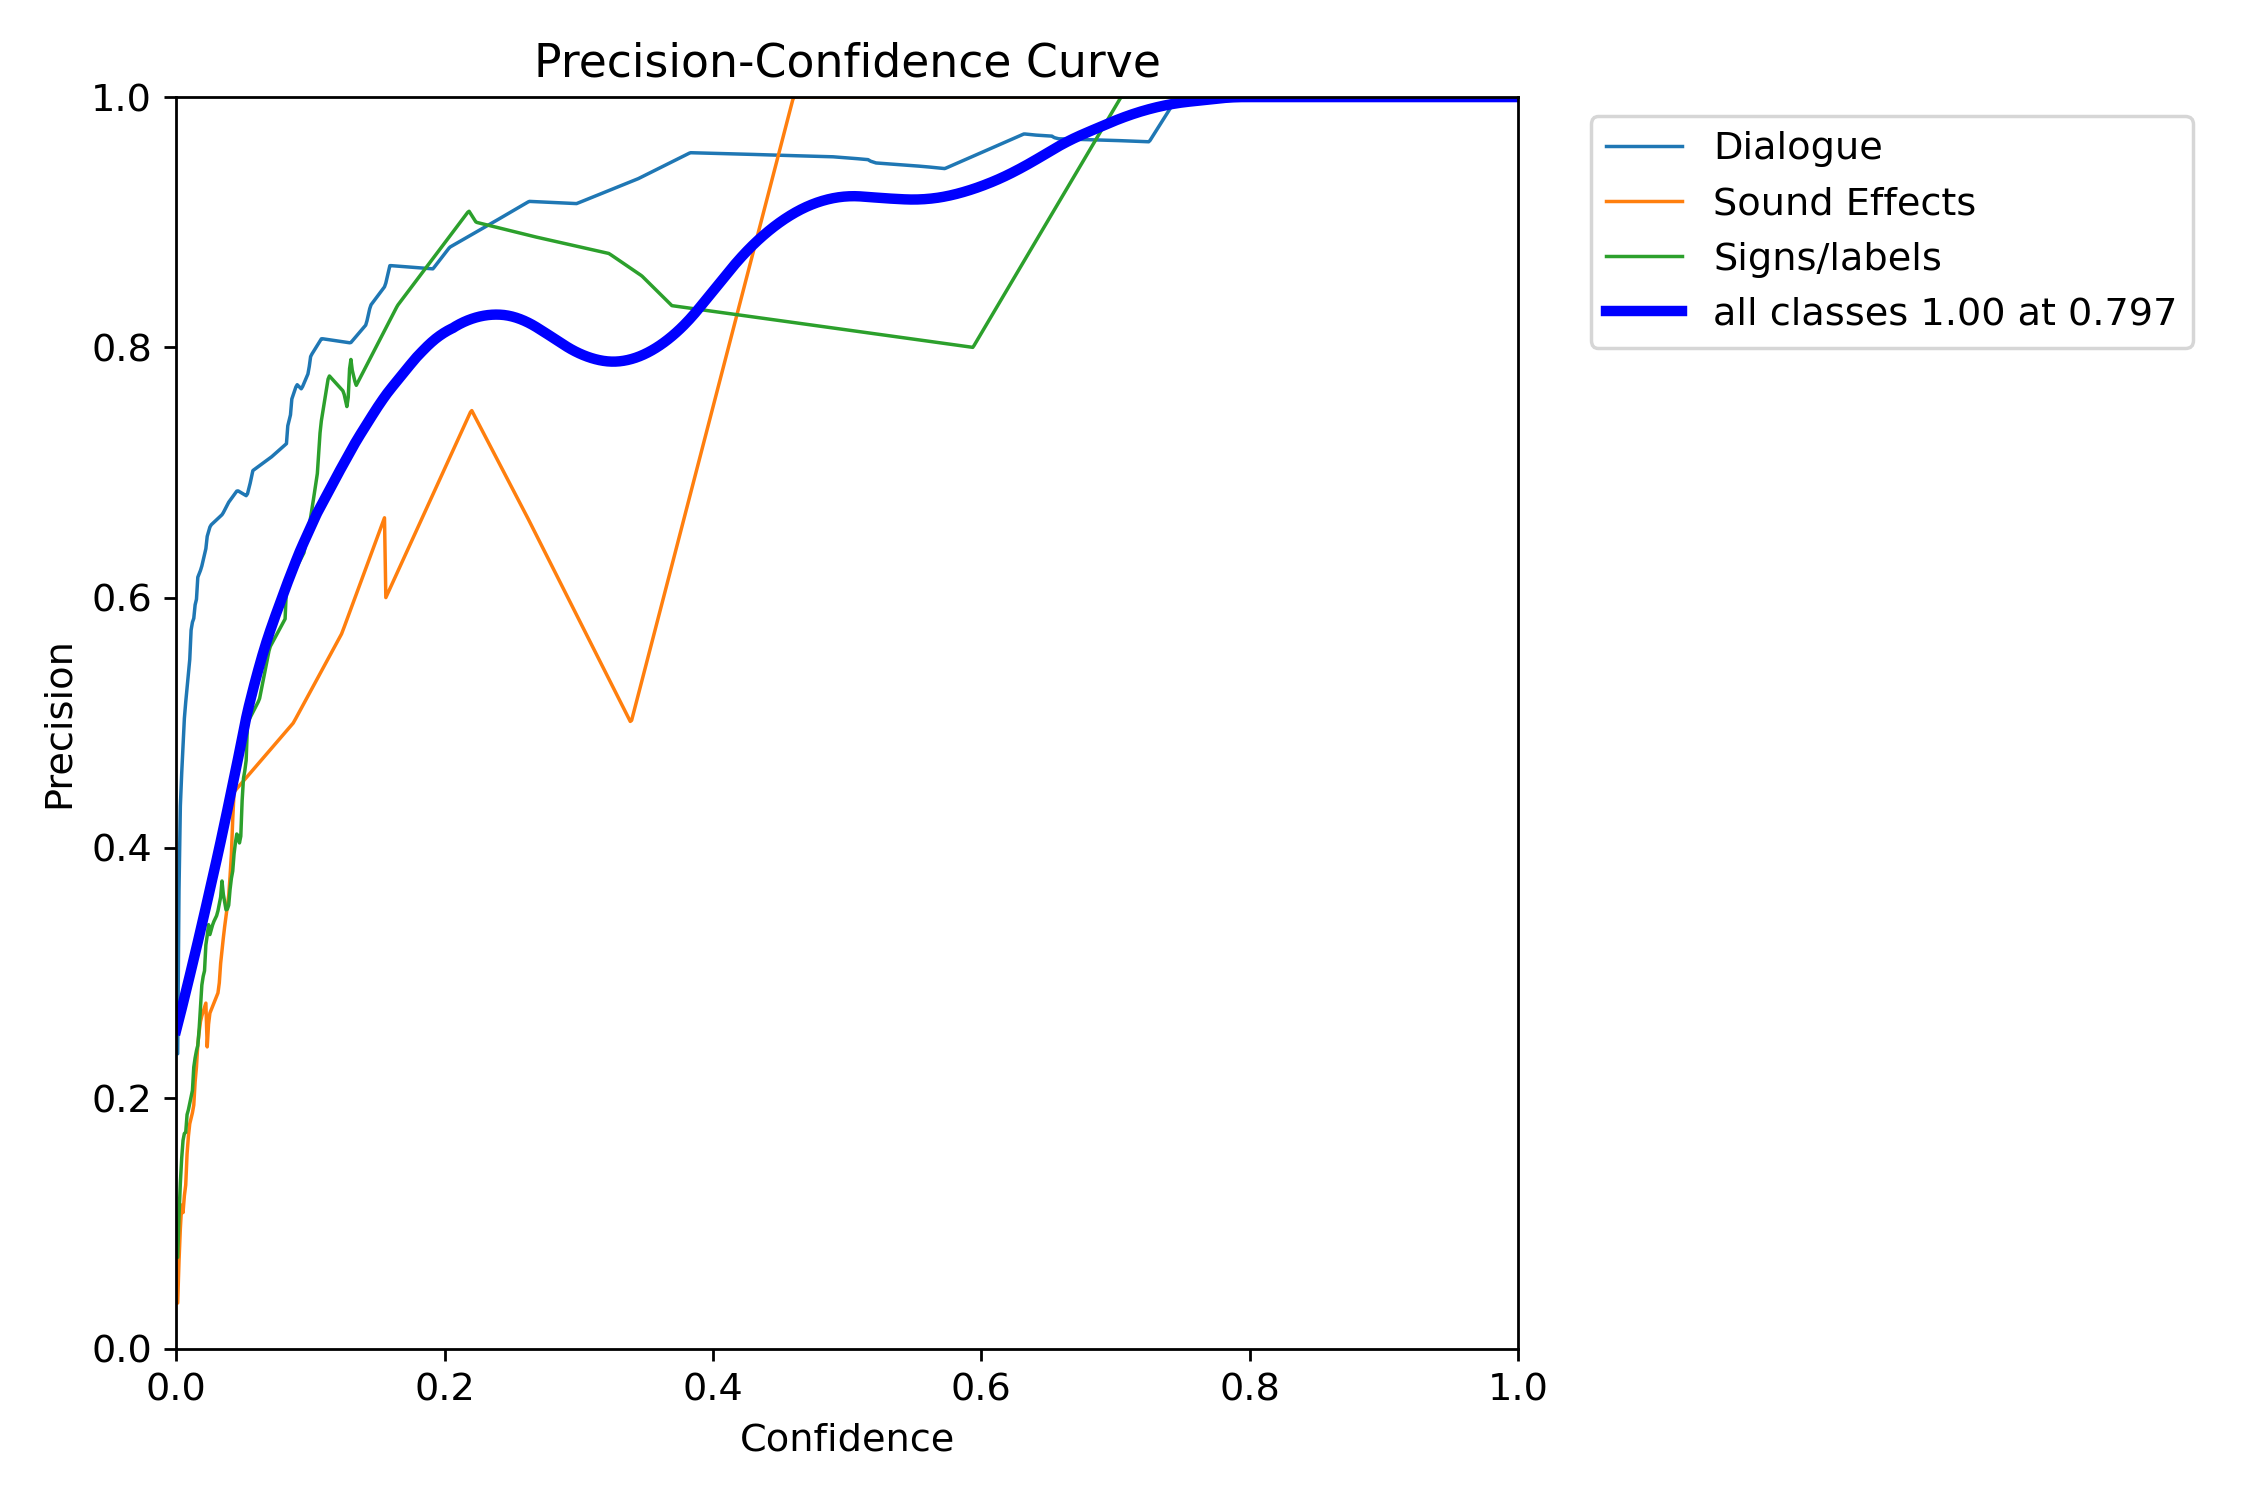 Precision-Confidence Curve
1.0
0.8
0.6
0.4
0.2
0.0
Precision
0.0 0.2 0.4 0.6 0.8 1.0
Confidence
Dialogue
Sound Effects
Signs/labels
all classes 1.00 at 0.797